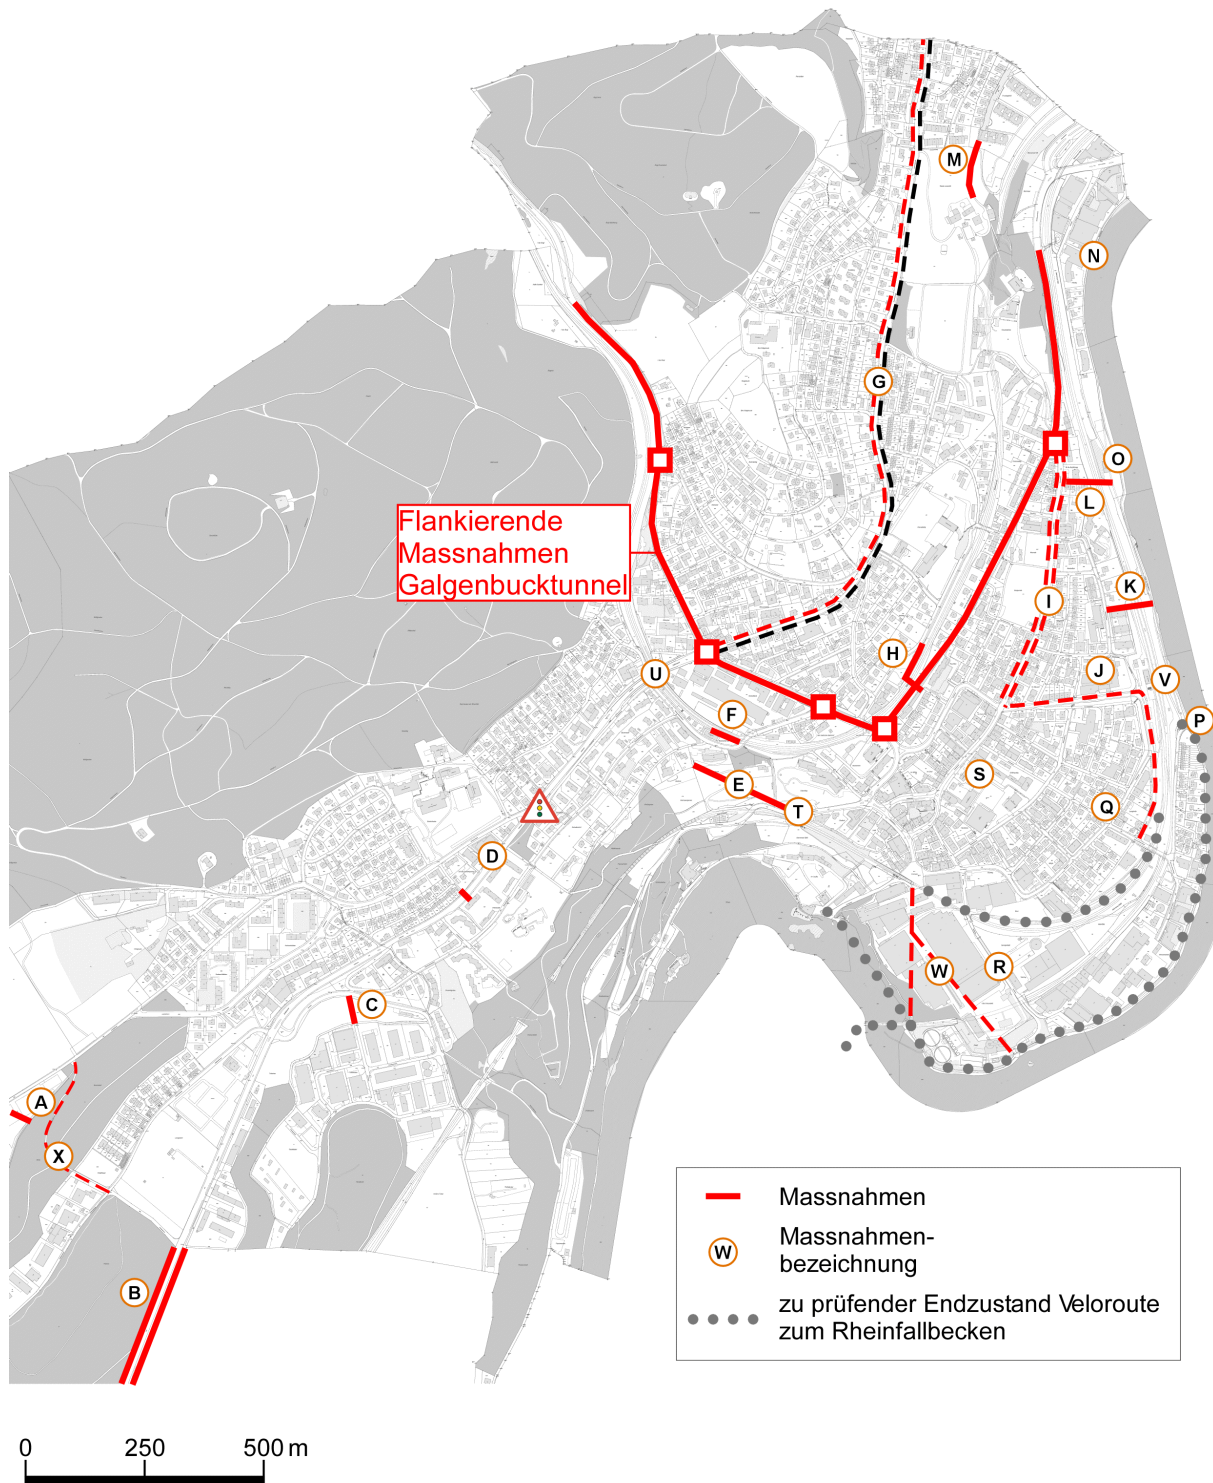 M
N
G
O
L
Flankierende
Massnahmen
Galgenbucktunnel
K
I
H
J
U
V
F
P
S
E
T
Q
D
W
R
C
A
X
B
Massnahmen
W
Massnahmen-
bezeichnung
zu prüfender Endzustand Veloroute
zum Rheinfallbecken
0 250 500 m